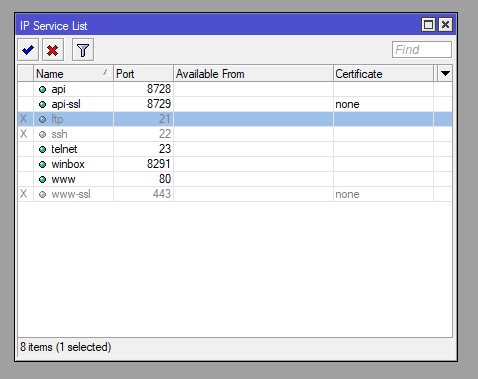 IP Service List
Find
Name Port Available From Certificate
api 8728
api-ssl 8729 none
X ftp 21
X ssh 22
telnet 23
winbox 8291
www 80
X www-ssl 443 none
8 items (1 selected)